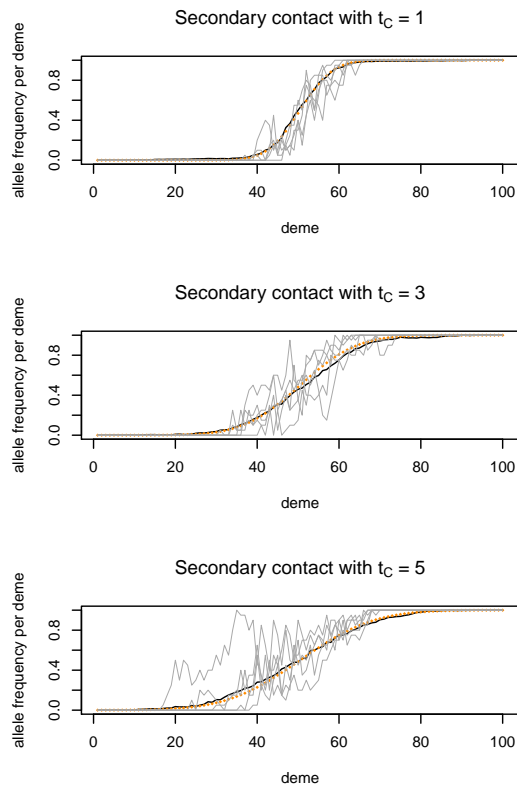 Secondary contact with tC = 1
allele frequency per deme
0.0 0.4 0.8
0 20 40 60 80 100
deme
Secondary contact with tC = 3
allele frequency per deme
0.0 0.4 0.8
0 20 40 60 80 100
deme
Secondary contact with tC = 5
allele frequency per deme
0.0 0.4 0.8
0 20 40 60 80 100
deme